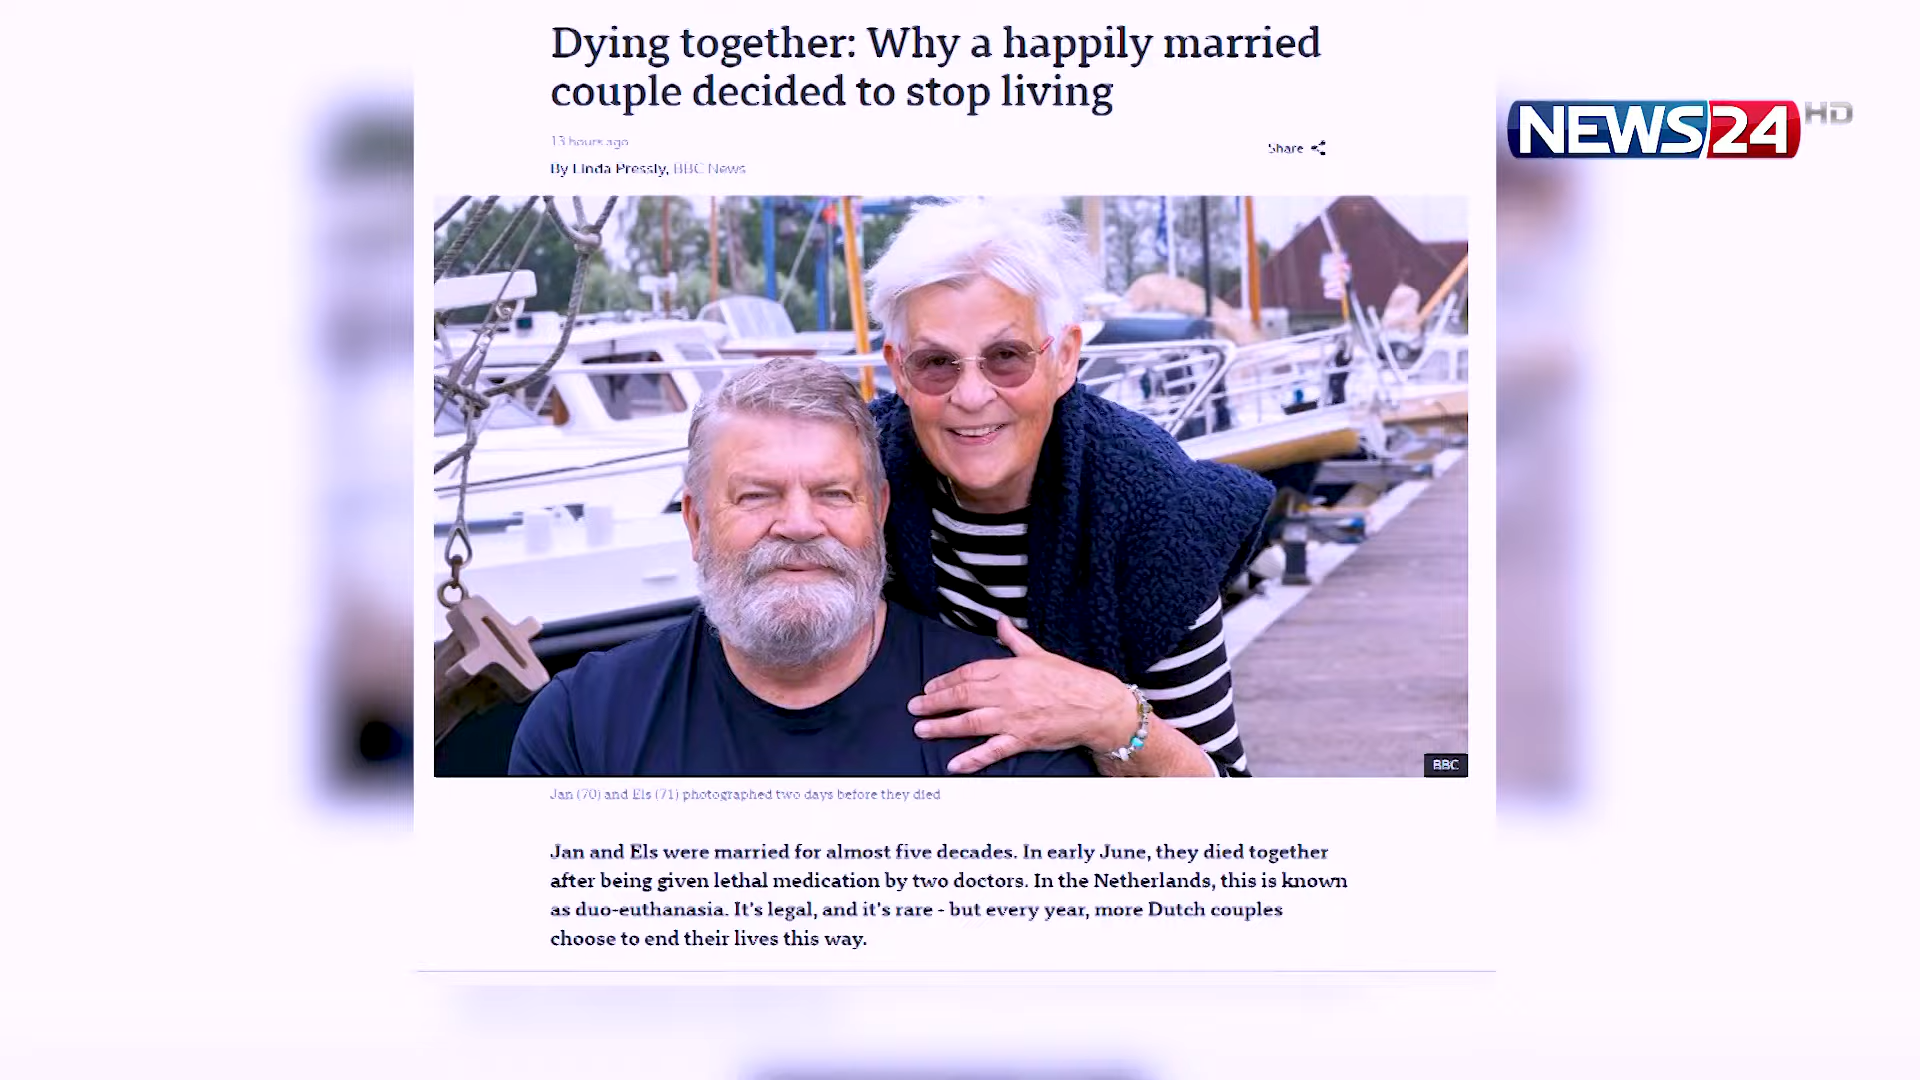 Dying together: Why a happily married
couple decided to stop living
NEWS24 HD
13 hours ago
Share
By Linda Pressly, BBC News
BBC
Jan (70) and Els (71) photographed two days before they died
Jan and Els were married for almost five decades. In early June, they died together
after being given lethal medication by two doctors. In the Netherlands, this is known
as duo-euthanasia. It's legal, and it's rare - but every year, more Dutch couples
choose to end their lives this way.